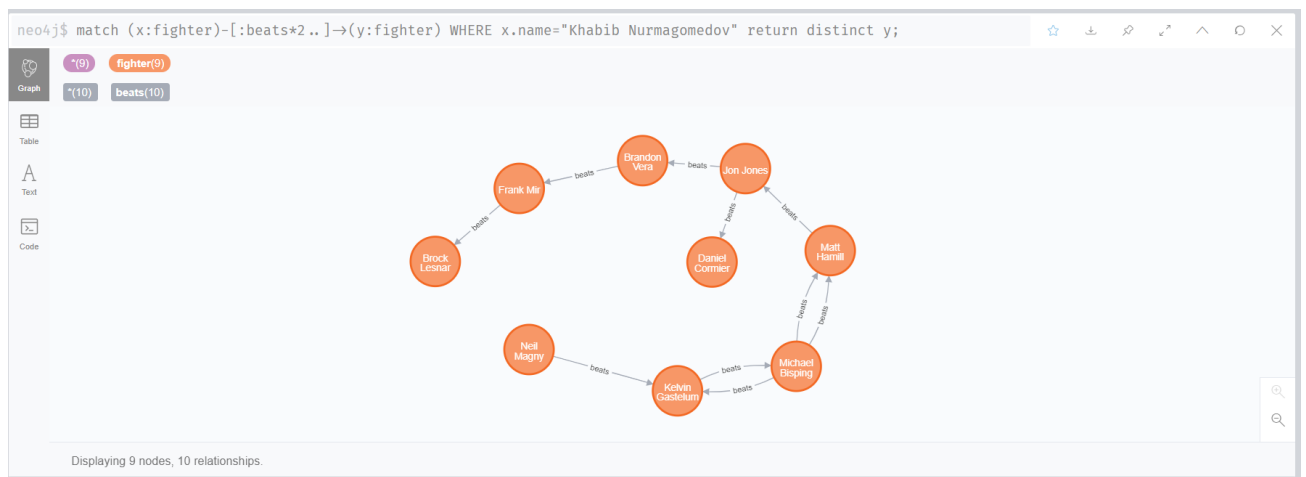 neo4j$ match (x:fighter)-[:beats*2..]→(y:fighter) WHERE x.name="Khabib Nurmagomedov" return distinct y;
Graph
*(9) fighter(9)
*(10) beats(10)
Table
A
Text
Code
Brandon
Vera
beats
Jon Jones
beats
Frank Mir
beats
beats
beats
Brock
Lesnar
Daniel
Cormier
Matt
Hamill
beats
beats
Neil
Magny
beats
Kelvin
Gastelum
beats
beats
Michael
Bisping
Displaying 9 nodes, 10 relationships.